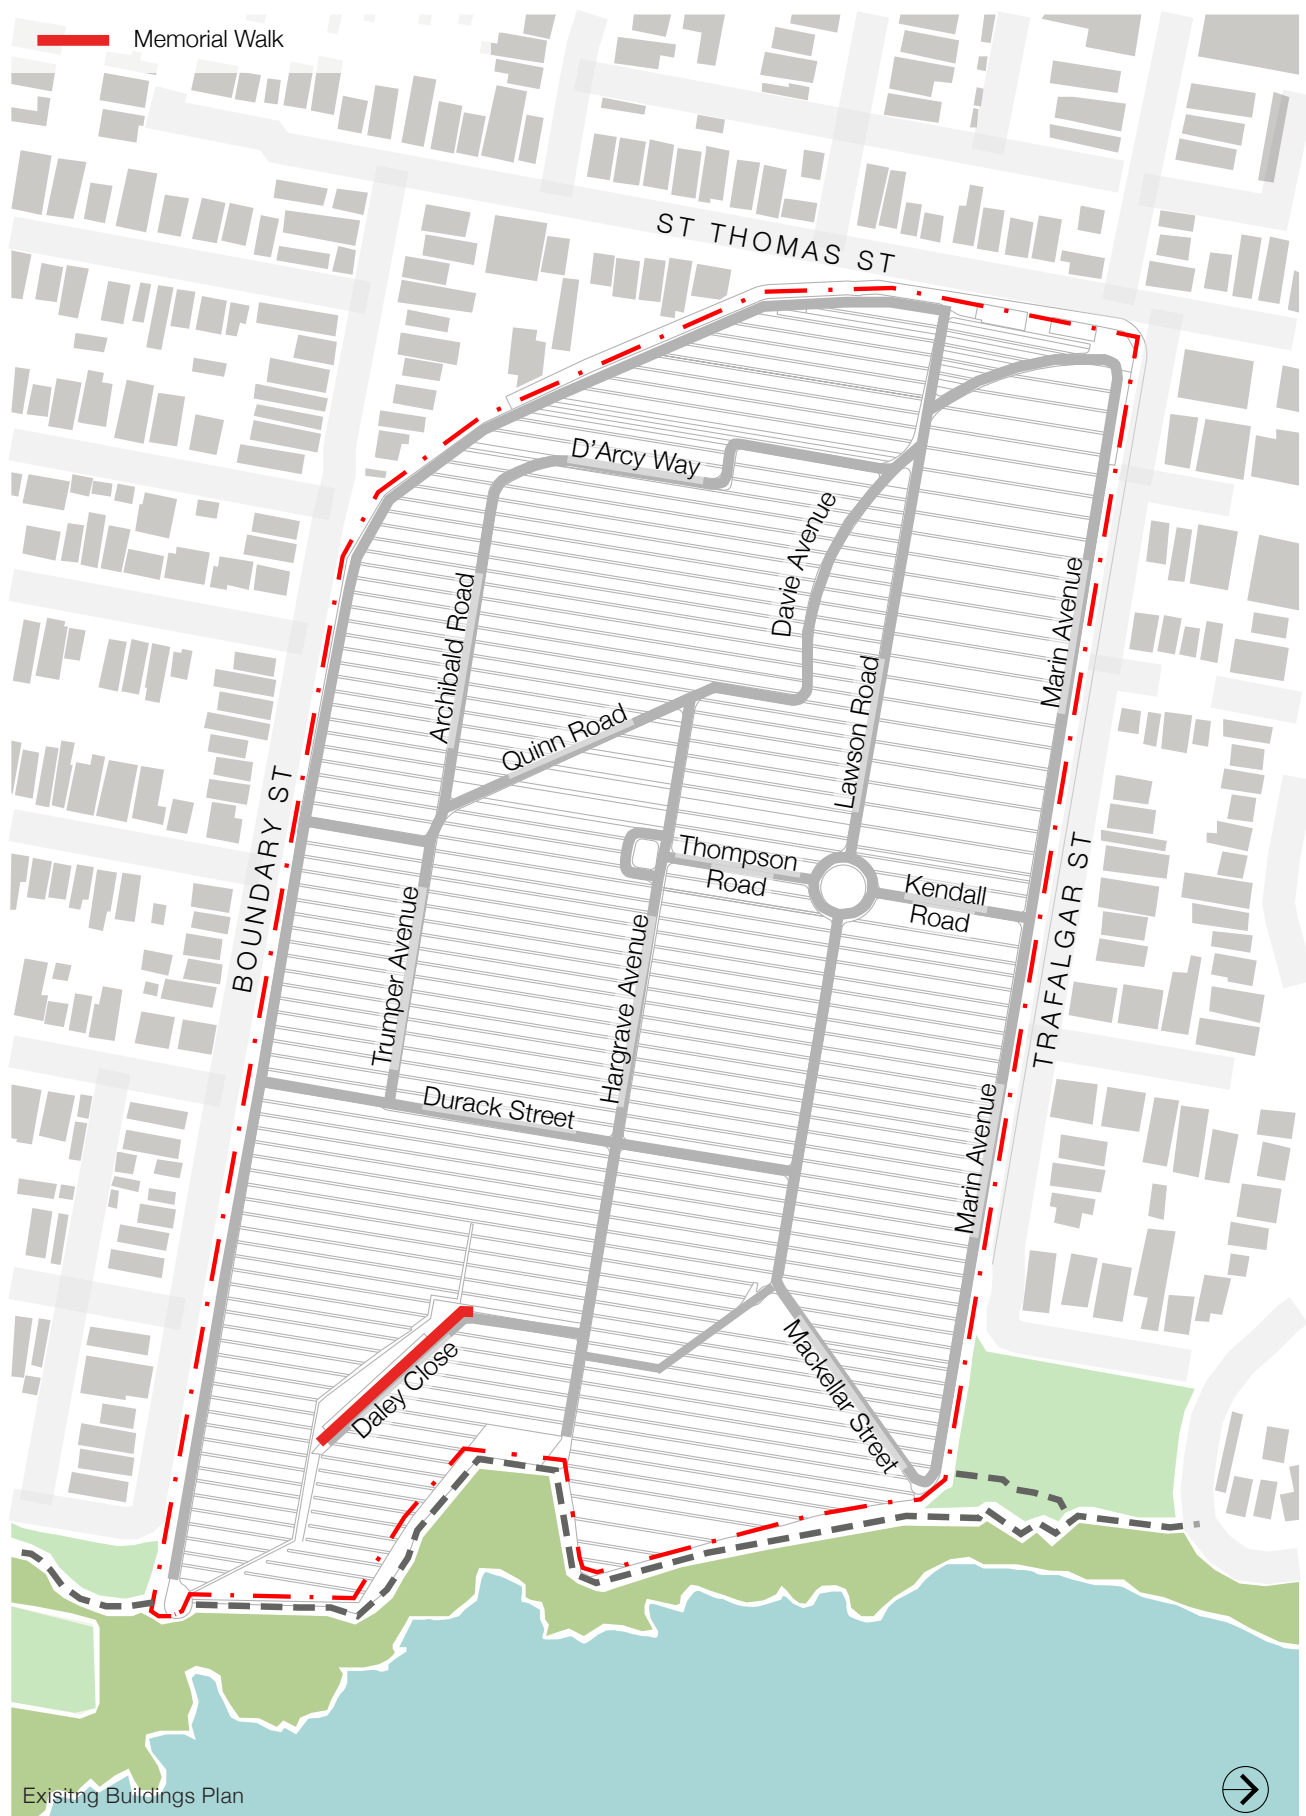 Memorial Walk
ST THOMAS ST
D'Arcy Way
Davie Avenue
Marin Avenue
Archibald Road
Lawson Road
Quinn Road
BOUNDARY ST
Thompson
Road
Kendall
Road
TRAFALGAR ST
Trumper Avenue
Hargrave Avenue
Durack Street
Marin Avenue
Daley Close
Mackellar Street
Exisitng Buildings Plan